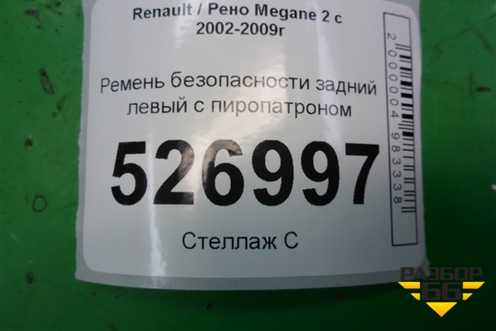 Renault / Рено Megane 2 с
2002-2009г
Ремень безопасности задний
левый с пиропатроном
526997
Стеллаж С
2000004983338
РАЗБОР
66